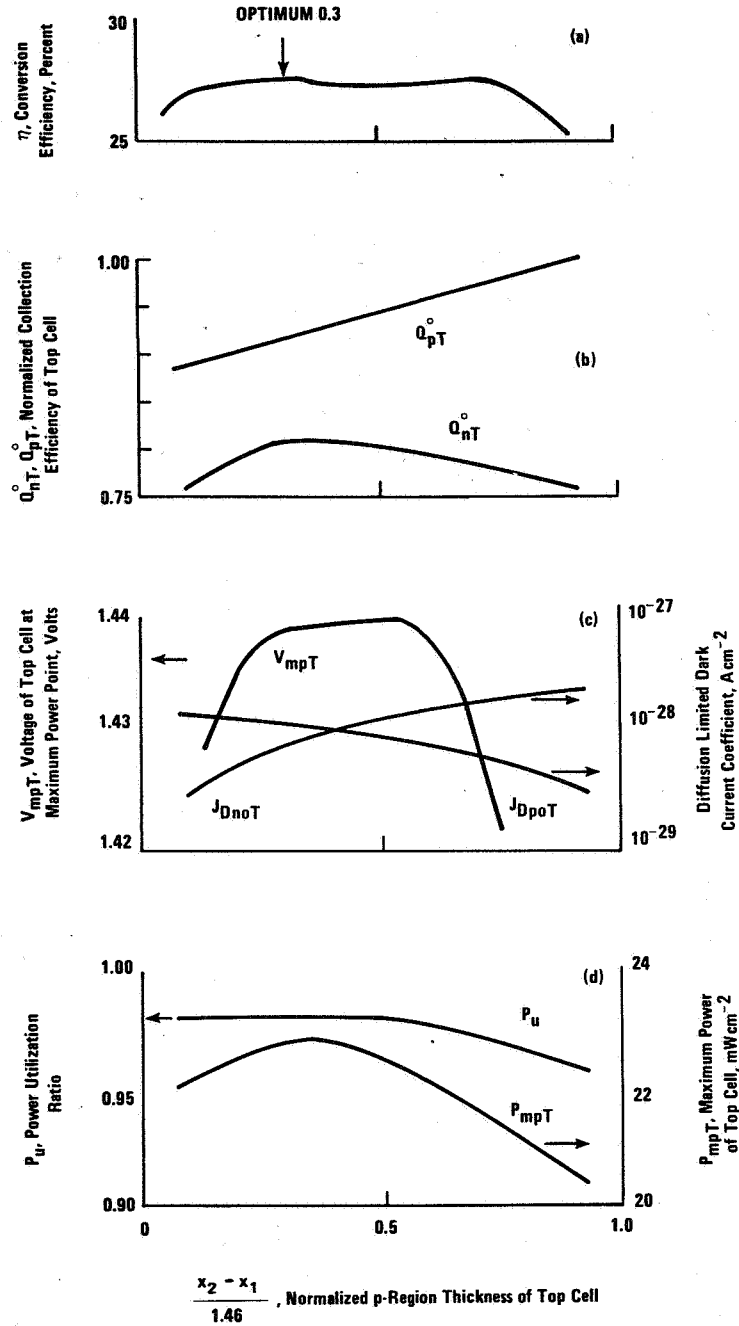 OPTIMUM 0.3
30
25
η, Conversion
Efficiency, Percent
(a)
1.00
0.75
Q°nT, Q°pT, Normalized Collection
Efficiency of Top Cell
Q°pT
(b)
Q°nT
1.44
1.43
1.42
VmpT, Voltage of Top Cell at
Maximum Power Point, Volts
VmpT
(c)
JDnoT
JDpoT
10⁻²⁷
10⁻²⁸
10⁻²⁹
Diffusion Limited Dark
Current Coefficient, Acm⁻²
1.00
0.95
0.90
Pu, Power Utilization
Ratio
(d)
Pu
PmpT
24
22
20
PmpT, Maximum Power
of Top Cell, mWcm⁻²
0 0.5 1.0
x₂ − x₁
1.46
, Normalized p-Region Thickness of Top Cell